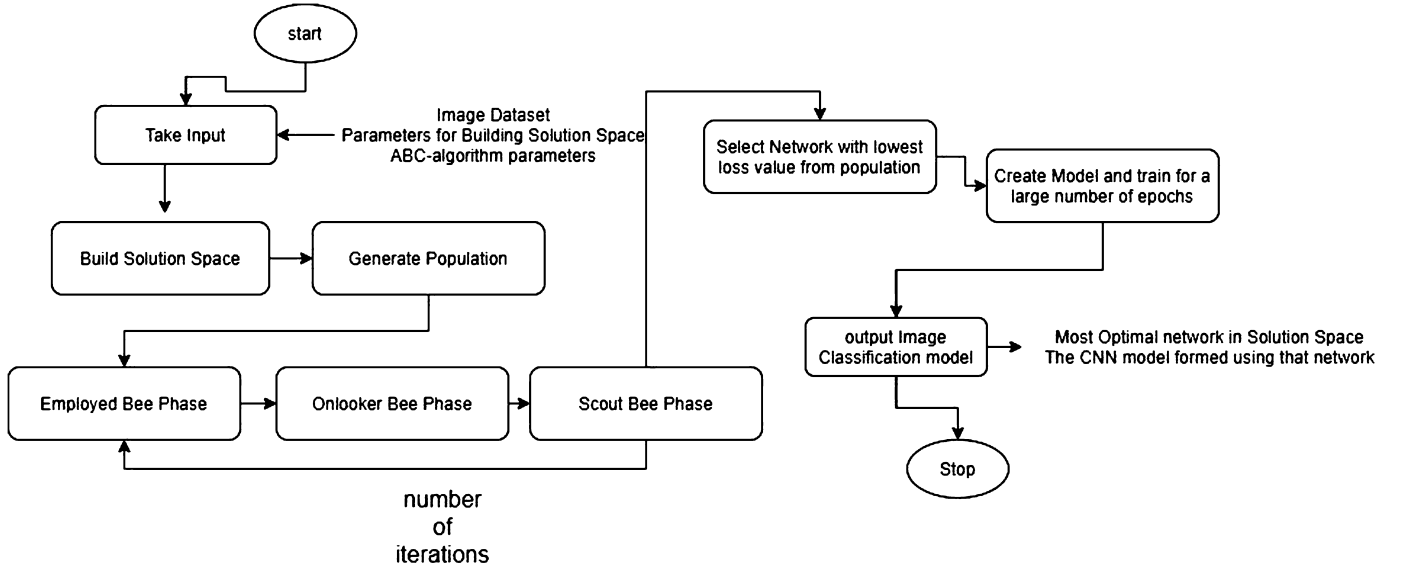 start
Take Input
Image Dataset
Parameters for Building Solution Space
ABC-algorithm parameters
Build Solution Space
Generate Population
Employed Bee Phase
Onlooker Bee Phase
Scout Bee Phase
number
of
iterations
Select Network with lowest
loss value from population
Create Model and train for a
large number of epochs
output Image
Classification model
Most Optimal network in Solution Space
The CNN model formed using that network
Stop